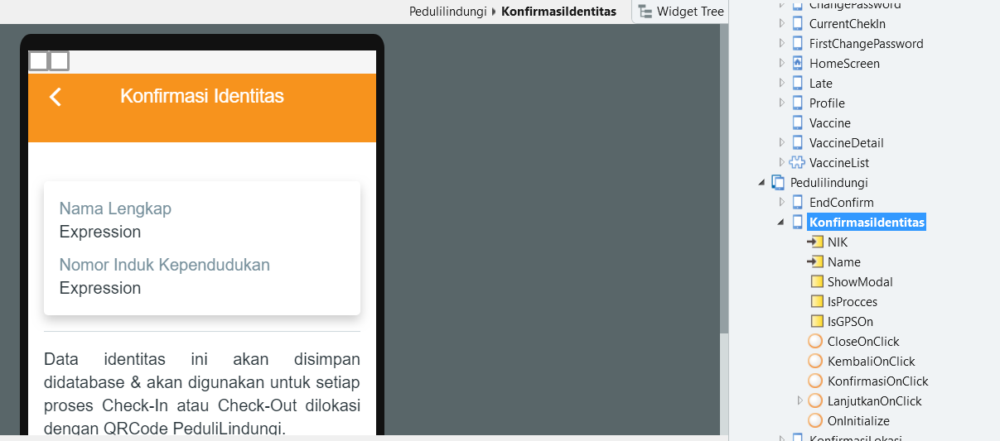 Pedulilindungi KonfirmasiIdentitas Widget Tree
Konfirmasi Identitas
Nama Lengkap
Expression
Nomor Induk Kependudukan
Expression
Data identitas ini akan disimpan
didatabase & akan digunakan untuk setiap
proses Check-In atau Check-Out dilokasi
dengan QRCode PeduliLindungi.
ChangePassword
CurrentChekIn
FirstChangePassword
HomeScreen
Late
Profile
Vaccine
VaccineDetail
VaccineList
Pedulilindungi
EndConfirm
KonfirmasiIdentitas
NIK
Name
ShowModal
IsProcces
IsGPSOn
CloseOnClick
KembaliOnClick
KonfirmasiOnClick
LanjutkanOnClick
OnInitialize
KonfirmasiLokasi